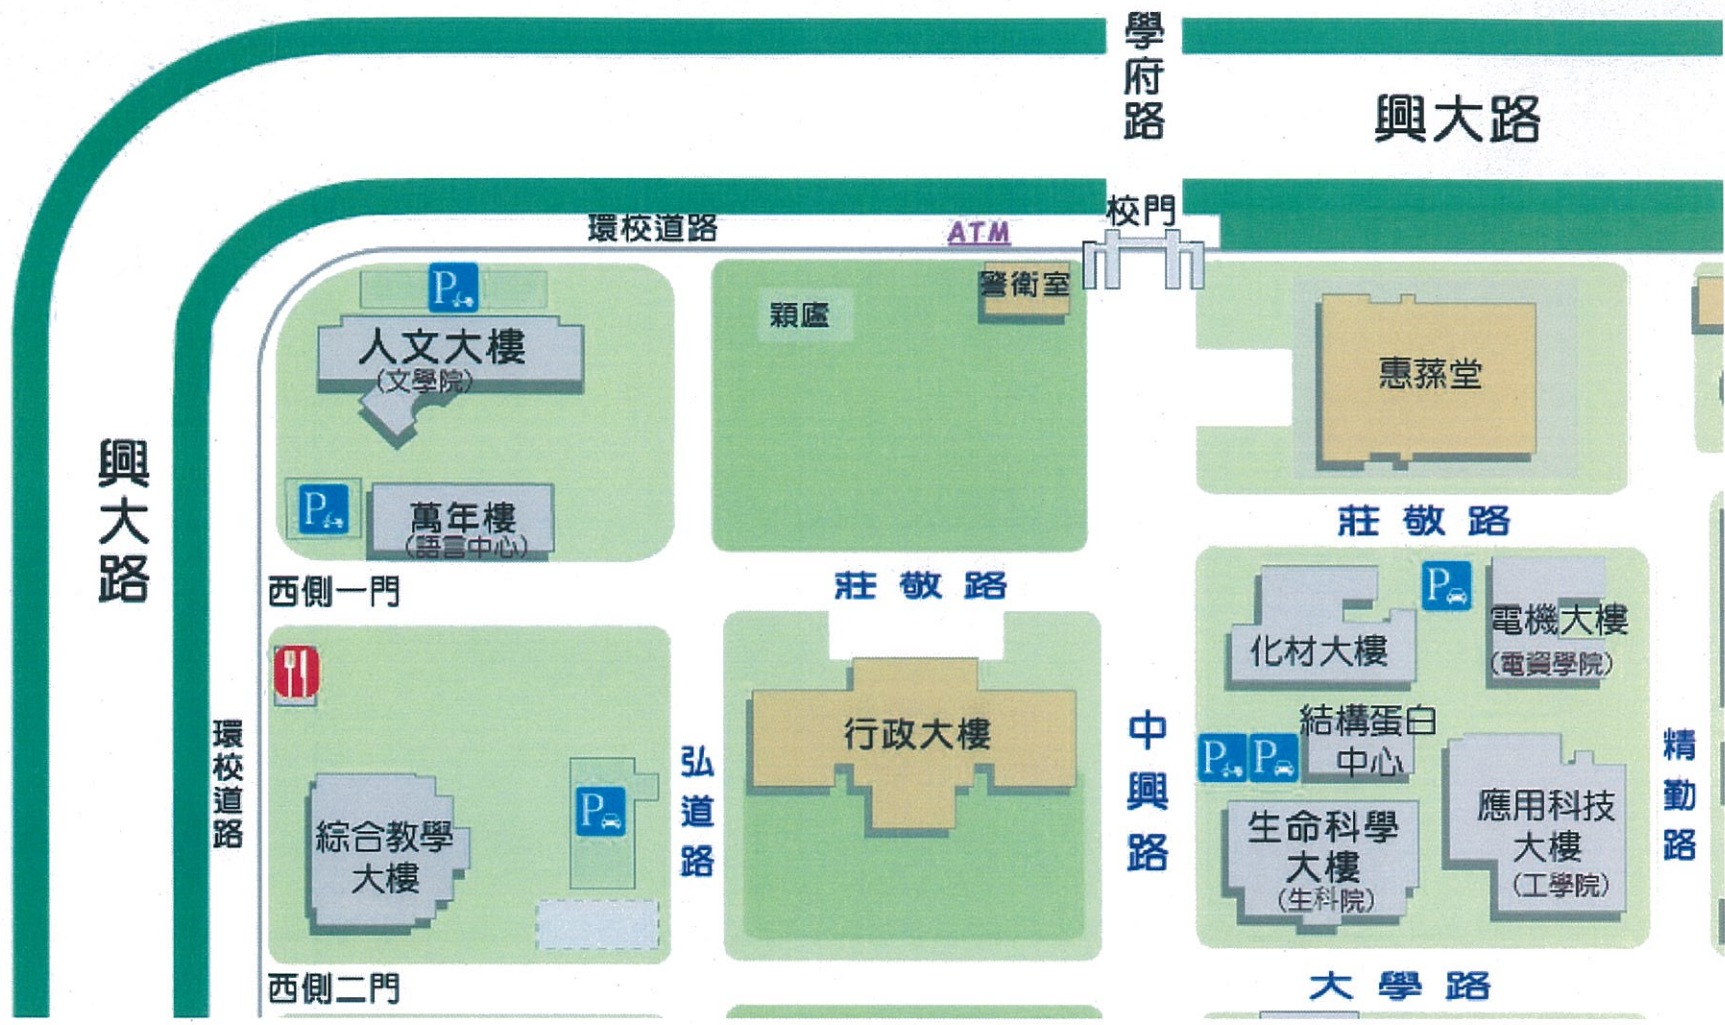 學府路
興大路
校門
環校道路
ATM
警衛室
穎廬
P
人文大樓
(文學院)
惠蓀堂
興大路
P
萬年樓
(語言中心)
莊敬路
西側一門
莊敬路
P
化材大樓
電機大樓
(電資學院)
行政大樓
結構蛋白
中心
P
P
環校道路
弘道路
中興路
精勤路
P
綜合教學
大樓
生命科學
大樓
(生科院)
應用科技
大樓
(工學院)
西側二門
大學路